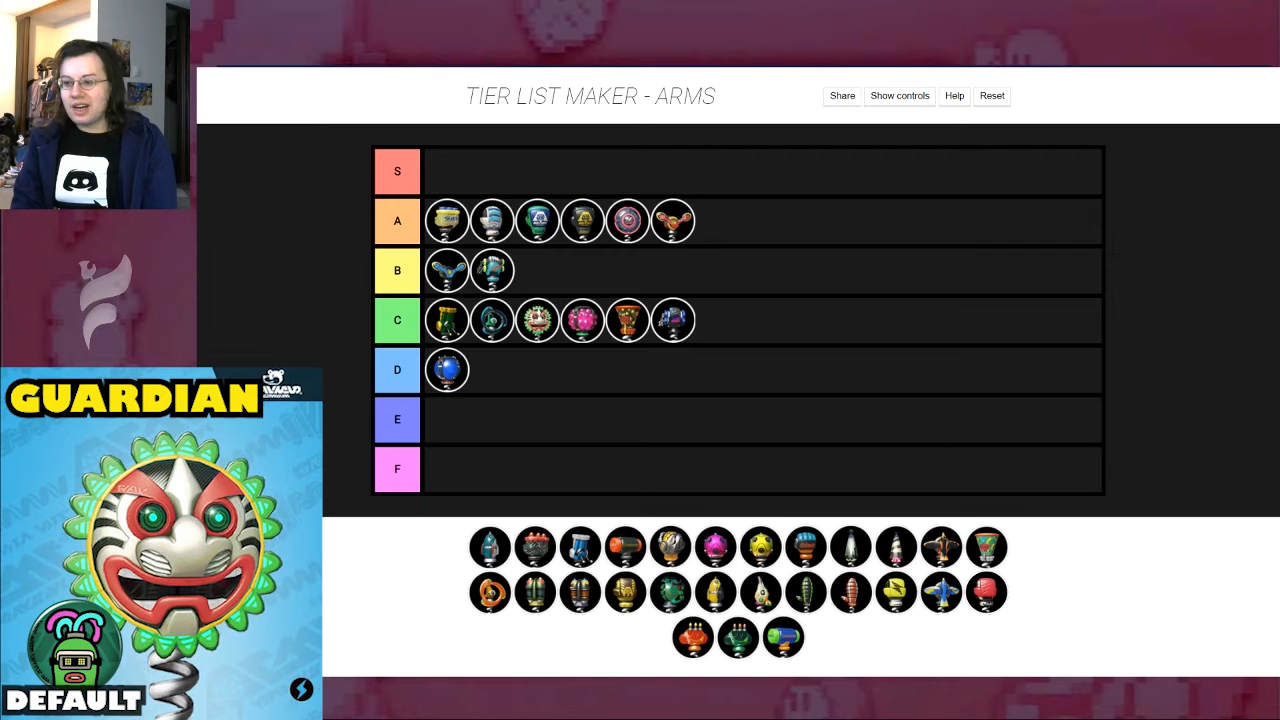 TIER LIST MAKER - ARMS
Share
Show controls
Help
Reset
S
A
B
C
D
E
F
GUARDIAN
DEFAULT